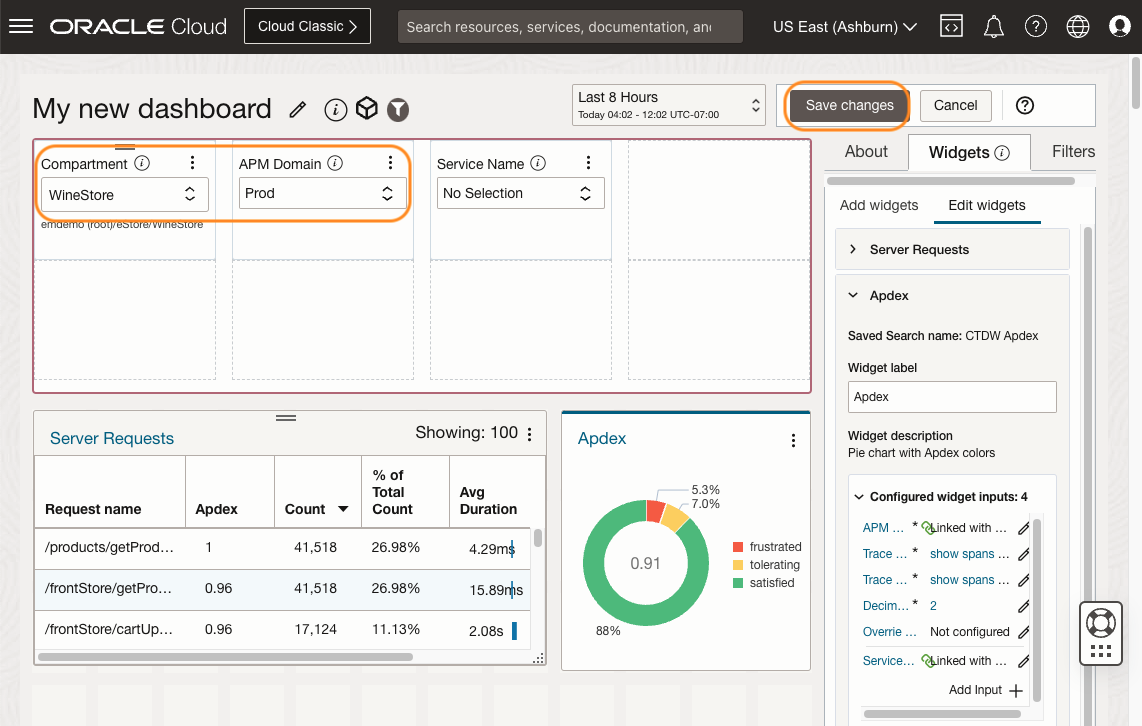 ORACLE Cloud
Cloud Classic
Search resources, services, documentation, and
US East (Ashburn)
My new dashboard
Last 8 Hours
Today 04:02 - 12:02 UTC-07:00
Save changes
Cancel
Compartment
WineStore
emdemo (root)/eStore/WineStore
APM Domain
Prod
Service Name
No Selection
About
Widgets
Filters
Add widgets
Edit widgets
Server Requests
Apdex
Saved Search name: CTDW Apdex
Widget label
Apdex
Widget description
Pie chart with Apdex colors
Configured widget inputs: 4
APM ... * Linked with ...
Trace ... * show spans ...
Trace ... * show spans ...
Decim... * 2
Overrie ... Not configured
Service... Linked with ...
Add Input
Server Requests
Showing: 100
Request name Apdex Count % of Total Count Avg Duration
/products/getProd... 1 41,518 26.98% 4.29ms
/frontStore/getPro... 0.96 41,518 26.98% 15.89ms
/frontStore/cartUp... 0.96 17,124 11.13% 2.08s
Apdex
5.3%
7.0%
0.91
88%
frustrated
tolerating
satisfied